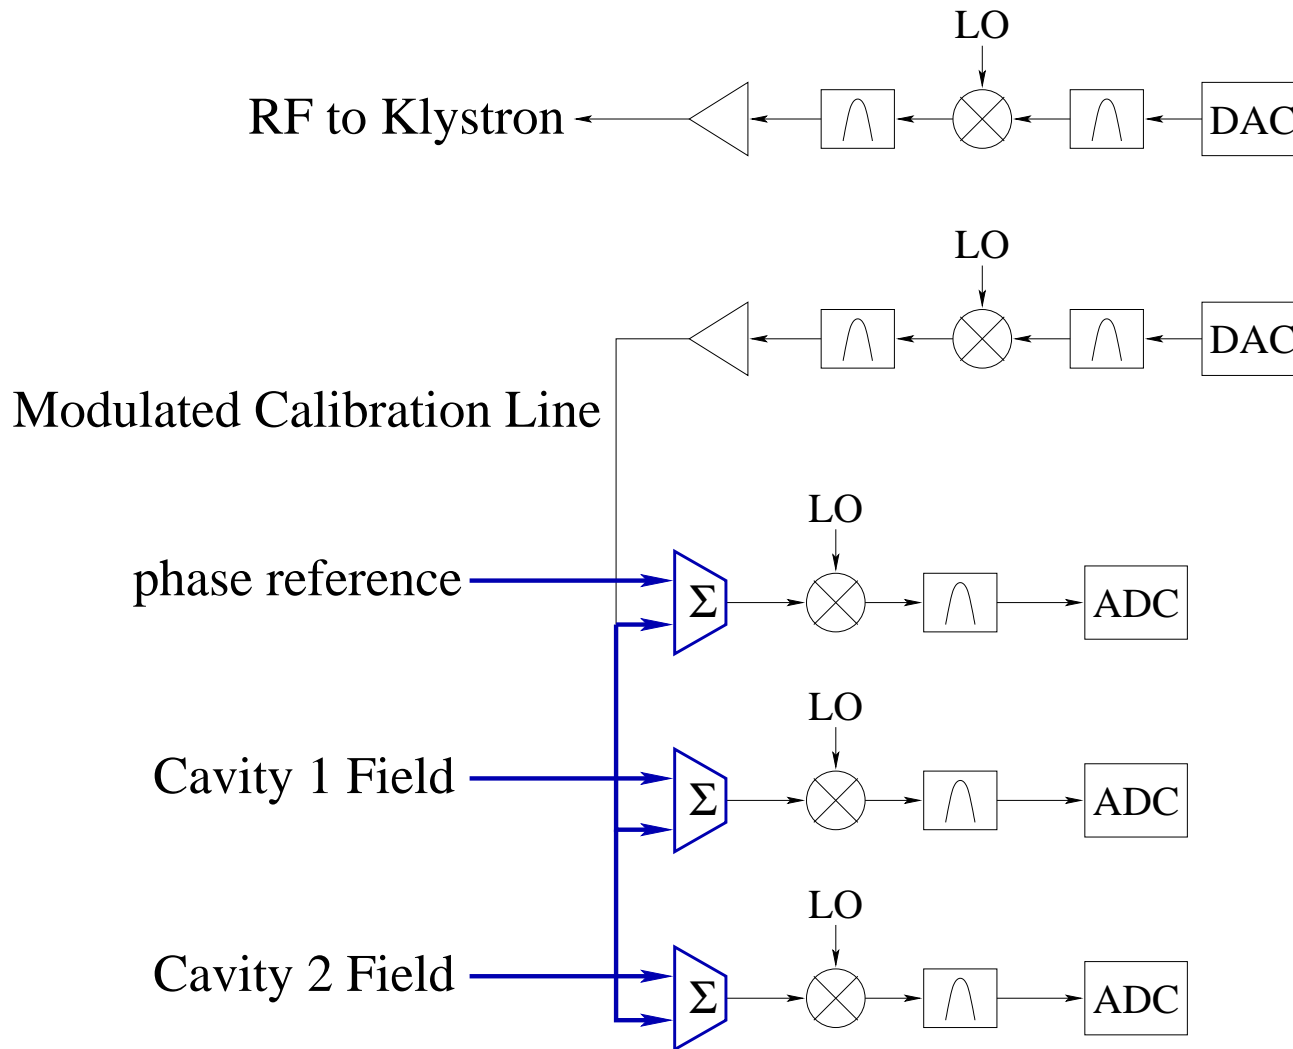 LO
RF to Klystron
DAC
LO
DAC
Modulated Calibration Line
LO
phase reference
Σ
ADC
LO
Cavity 1 Field
Σ
ADC
LO
Cavity 2 Field
Σ
ADC